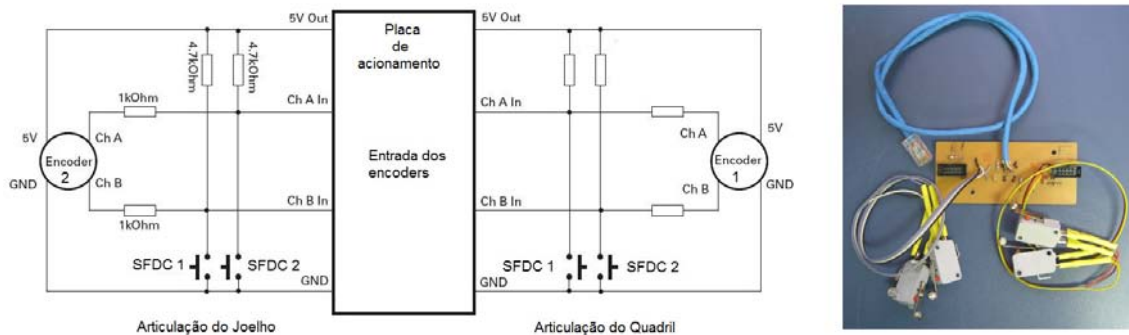 5V Out
Placa
de
acionamento
5V Out
4.7kOhm
4.7kOhm
1kOhm
Ch A In
Ch A In
5V
Ch A
Encoder
2
Ch B
GND
1kOhm
Entrada dos
encoders
Ch A
5V
Encoder
1
Ch B
GND
Ch B In
Ch B In
SFDC 1
SFDC 2
GND
GND
SFDC 1
SFDC 2
Articulação do Joelho
Articulação do Quadril